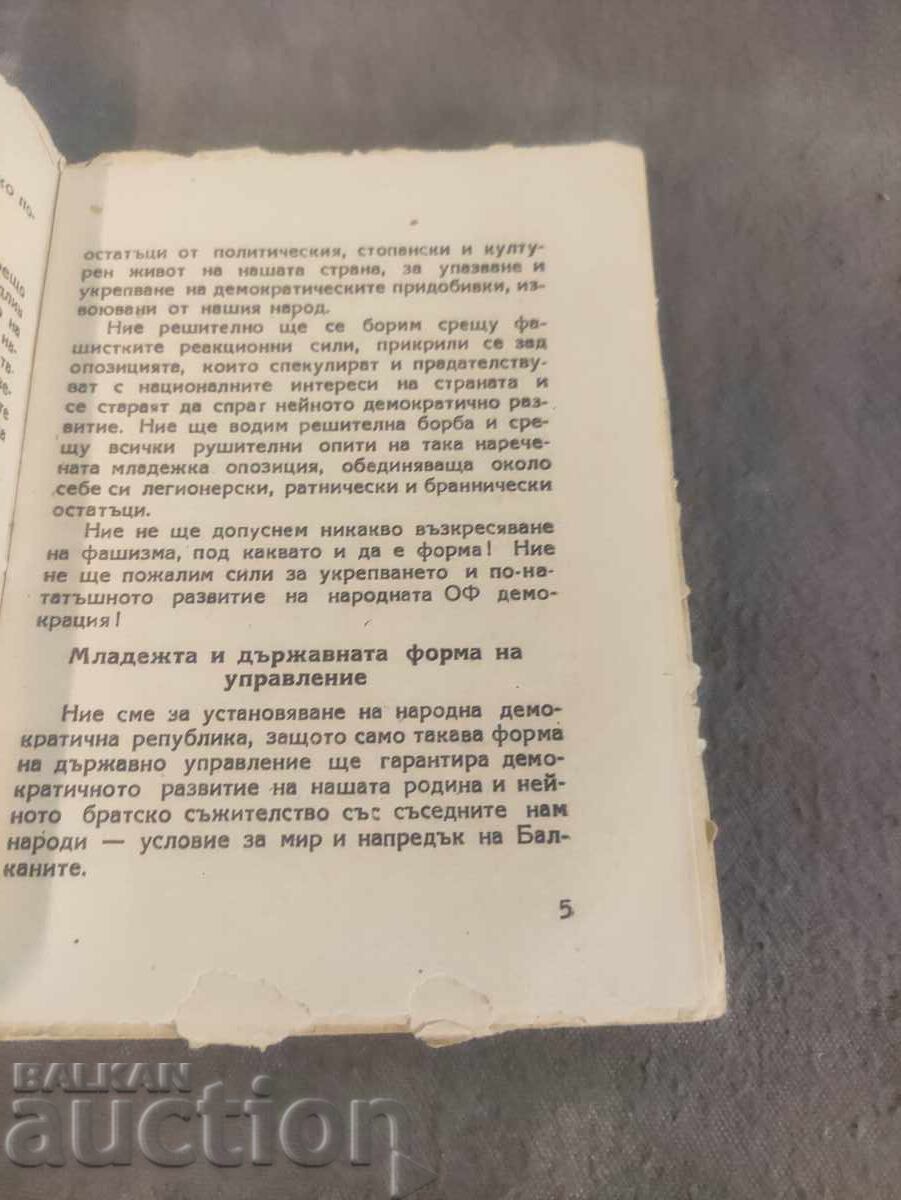 ко по-
остатъци от политическия, стопански и култу-
рен живот на нашата страна, за упазване и
укрепване на демократическите придобивки, из-
воювани от нашия народ.
Ние решително ще се борим срещу фа-
шистките реакционни сили, прикрили се зад
опозицията, които спекулират и предателству-
ват с националните интереси на страната и
се стараят да спрат нейното демократично раз-
витие. Ние ще водим решителна борба и сре-
щу всички рушителни опити на така нарече-
ната младежка опозиция, обединяваща около
себе си легионерски, ратнически и браннически
остатъци.
Ние не ще допуснем никакво възкресяване
на фашизма, под каквато и да е форма! Ние
не ще пожалим сили за укрепването и по-на-
татъшното развитие на народната ОФ демо-
крация!
Младежта и държавната форма на
управление
Ние сме за установяване на народна демо-
кратична република, защото само такава форма
на държавно управление ще гарантира демо-
кратичното развитие на нашата родина и ней-
ното братско съжителство със съседните нам
народи — условие за мир и напредък на Бал-
каните.
5
BALKAN
auction